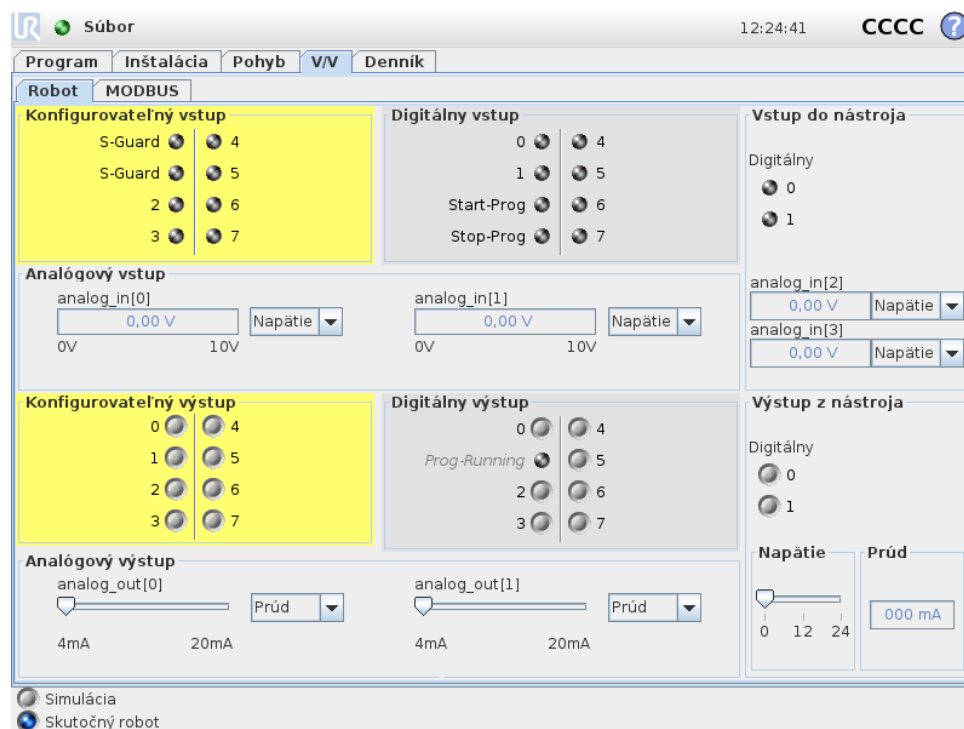 UR Súbor 12:24:41 CCCC ?
Program Inštalácia Pohyb V/V Denník
Robot MODBUS
Konfigurovateľný vstup
S-Guard 4
S-Guard 5
2 6
3 7
Digitálny vstup
0 4
1 5
Start-Prog 6
Stop-Prog 7
Vstup do nástroja
Digitálny
0
1
analog_in[2]
0,00 V Napätie
analog_in[3]
0,00 V Napätie
Analógový vstup
analog_in[0]
0,00 V Napätie
0V 10V
analog_in[1]
0,00 V Napätie
0V 10V
Konfigurovateľný výstup
0 4
1 5
2 6
3 7
Digitálny výstup
0 4
Prog-Running 5
2 6
3 7
Výstup z nástroja
Digitálny
0
1
Napätie
0 12 24
Prúd
000 mA
Analógový výstup
analog_out[0]
Prúd
4mA 20mA
analog_out[1]
Prúd
4mA 20mA
Simulácia
Skutočný robot